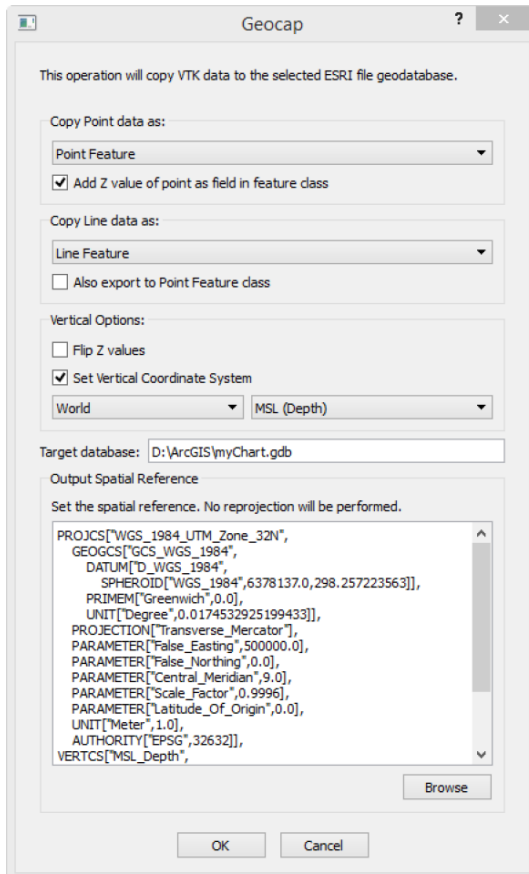 Geocap
?
This operation will copy VTK data to the selected ESRI file geodatabase.
Copy Point data as:
Point Feature
Add Z value of point as field in feature class
Copy Line data as:
Line Feature
Also export to Point Feature class
Vertical Options:
Flip Z values
Set Vertical Coordinate System
World MSL (Depth)
Target database: D:\ArcGIS\myChart.gdb
Output Spatial Reference
Set the spatial reference. No reprojection will be performed.
PROJCS["WGS_1984_UTM_Zone_32N",
GEOGCS["GCS_WGS_1984",
DATUM["D_WGS_1984",
SPHEROID["WGS_1984",6378137.0,298.257223563]],
PRIMEM["Greenwich",0.0],
UNIT["Degree",0.0174532925199433]],
PROJECTION["Transverse_Mercator"],
PARAMETER["False_Easting",500000.0],
PARAMETER["False_Northing",0.0],
PARAMETER["Central_Meridian",9.0],
PARAMETER["Scale_Factor",0.9996],
PARAMETER["Latitude_Of_Origin",0.0],
UNIT["Meter",1.0],
AUTHORITY["EPSG",32632]],
VERTCS["MSL_Depth",
Browse
OK Cancel